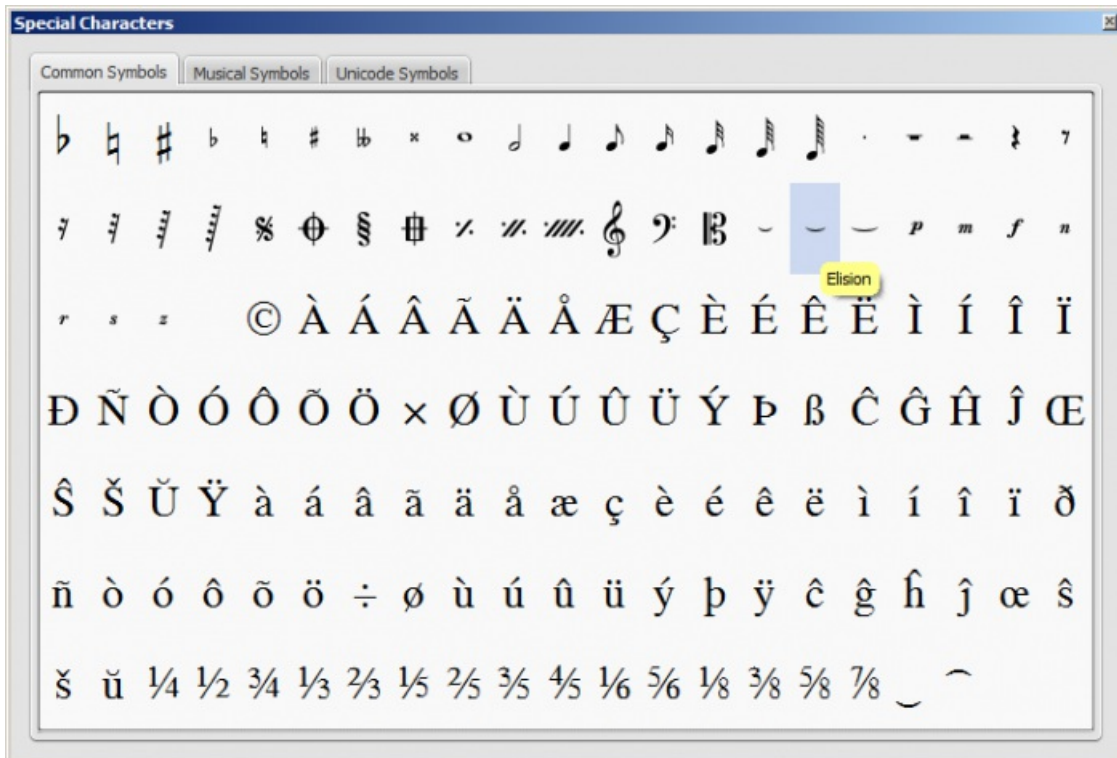 Special Characters
Common Symbols Musical Symbols Unicode Symbols
♭ ♮ ♯ ♭ ♮ ♯ 𝄫 𝄪 𝅝 𝅗𝅥 𝅘𝅥 𝅘𝅥𝅮 𝅘𝅥𝅯 𝅘𝅥𝅰 𝅘𝅥𝅱 𝅘𝅥𝅲 . 𝄻 𝄼 𝄽 𝄾
𝄿 𝅀 𝅁 𝅂 𝄋 𝄌 § 𝄌 𝄎 𝄏 𝄞 𝄢 𝄡 ‿ ‿ ‿ p m f n
Elision
r s z © À Á Â Ã Ä Å Æ Ç È É Ê Ë Ì Í Î Ï
Ð Ñ Ò Ó Ô Õ Ö × Ø Ù Ú Û Ü Ý Þ ß Ĉ Ĝ Ĥ Ĵ Œ
Ŝ Š Ŭ Ÿ à á â ã ä å æ ç è é ê ë ì í î ï ð
ñ ò ó ô õ ö ÷ ø ù ú û ü ý þ ÿ ĉ ĝ ĥ ĵ œ ŝ
š ŭ ¼ ½ ¾ ⅓ ⅔ ⅕ ⅖ ⅗ ⅘ ⅙ ⅚ ⅛ ⅜ ⅝ ⅞ ‿ ⁀